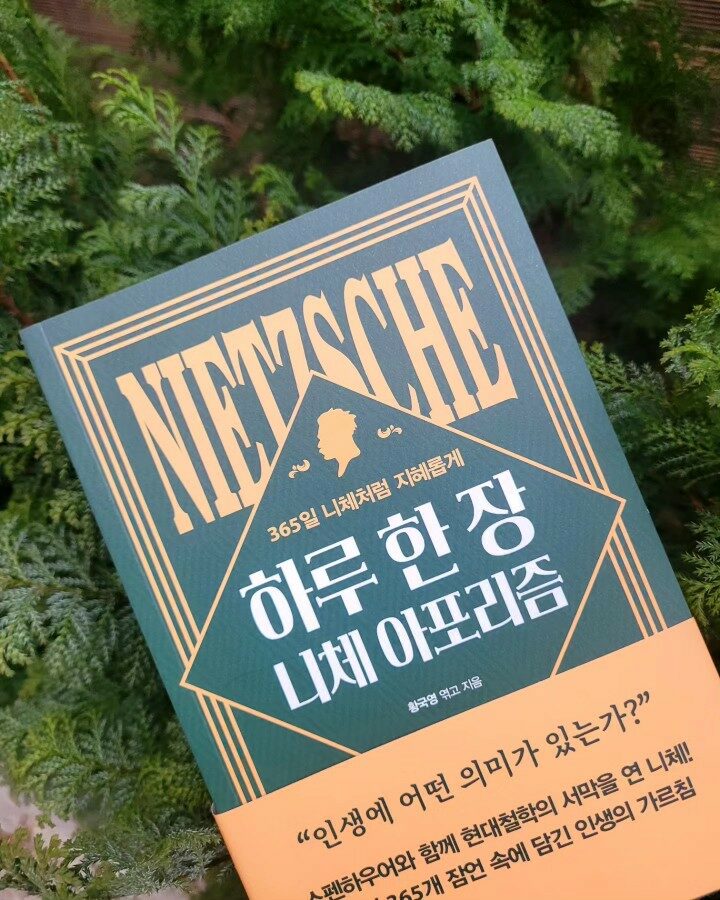 NIETZSCHE
365일 니체처럼 지혜롭게
하루 한 장
니체 아포리즘
황국영 엮고 지음
“인생에 어떤 의미가 있는가?”
쇼펜하우어와 함께 현대철학의 서막을 연 니체!
365개 잠언 속에 담긴 인생의 가르침